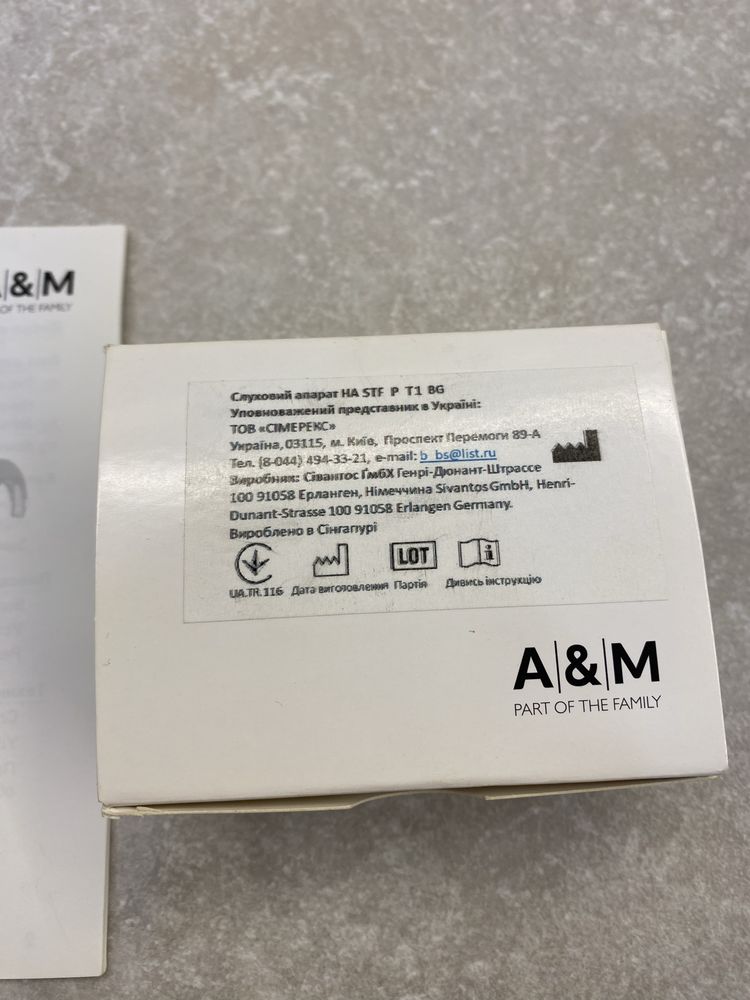 &|M
OF THE FAMILY
Слуховий апарат HA STF P T1 BG
Уповноважений представник в Україні:
ТОВ «СІМЕРЕКС»
Україна, 03115, м. Київ, Проспект Перемоги 89-А
Тел. (8-044) 494-33-21, e-mail: b_bs@list.ru
Виробник: Сівантос ҐмбХ Генрі-Дюнант-Штрассе
100 91058 Ерланген, Німеччина Sivantos GmbH, Henri-
Dunant-Strasse 100 91058 Erlangen Germany.
Вироблено в Сінгапурі
LOT
UA.TR.116 Дата виготовлення Партія Дивись інструкцію
A|&|M
PART OF THE FAMILY